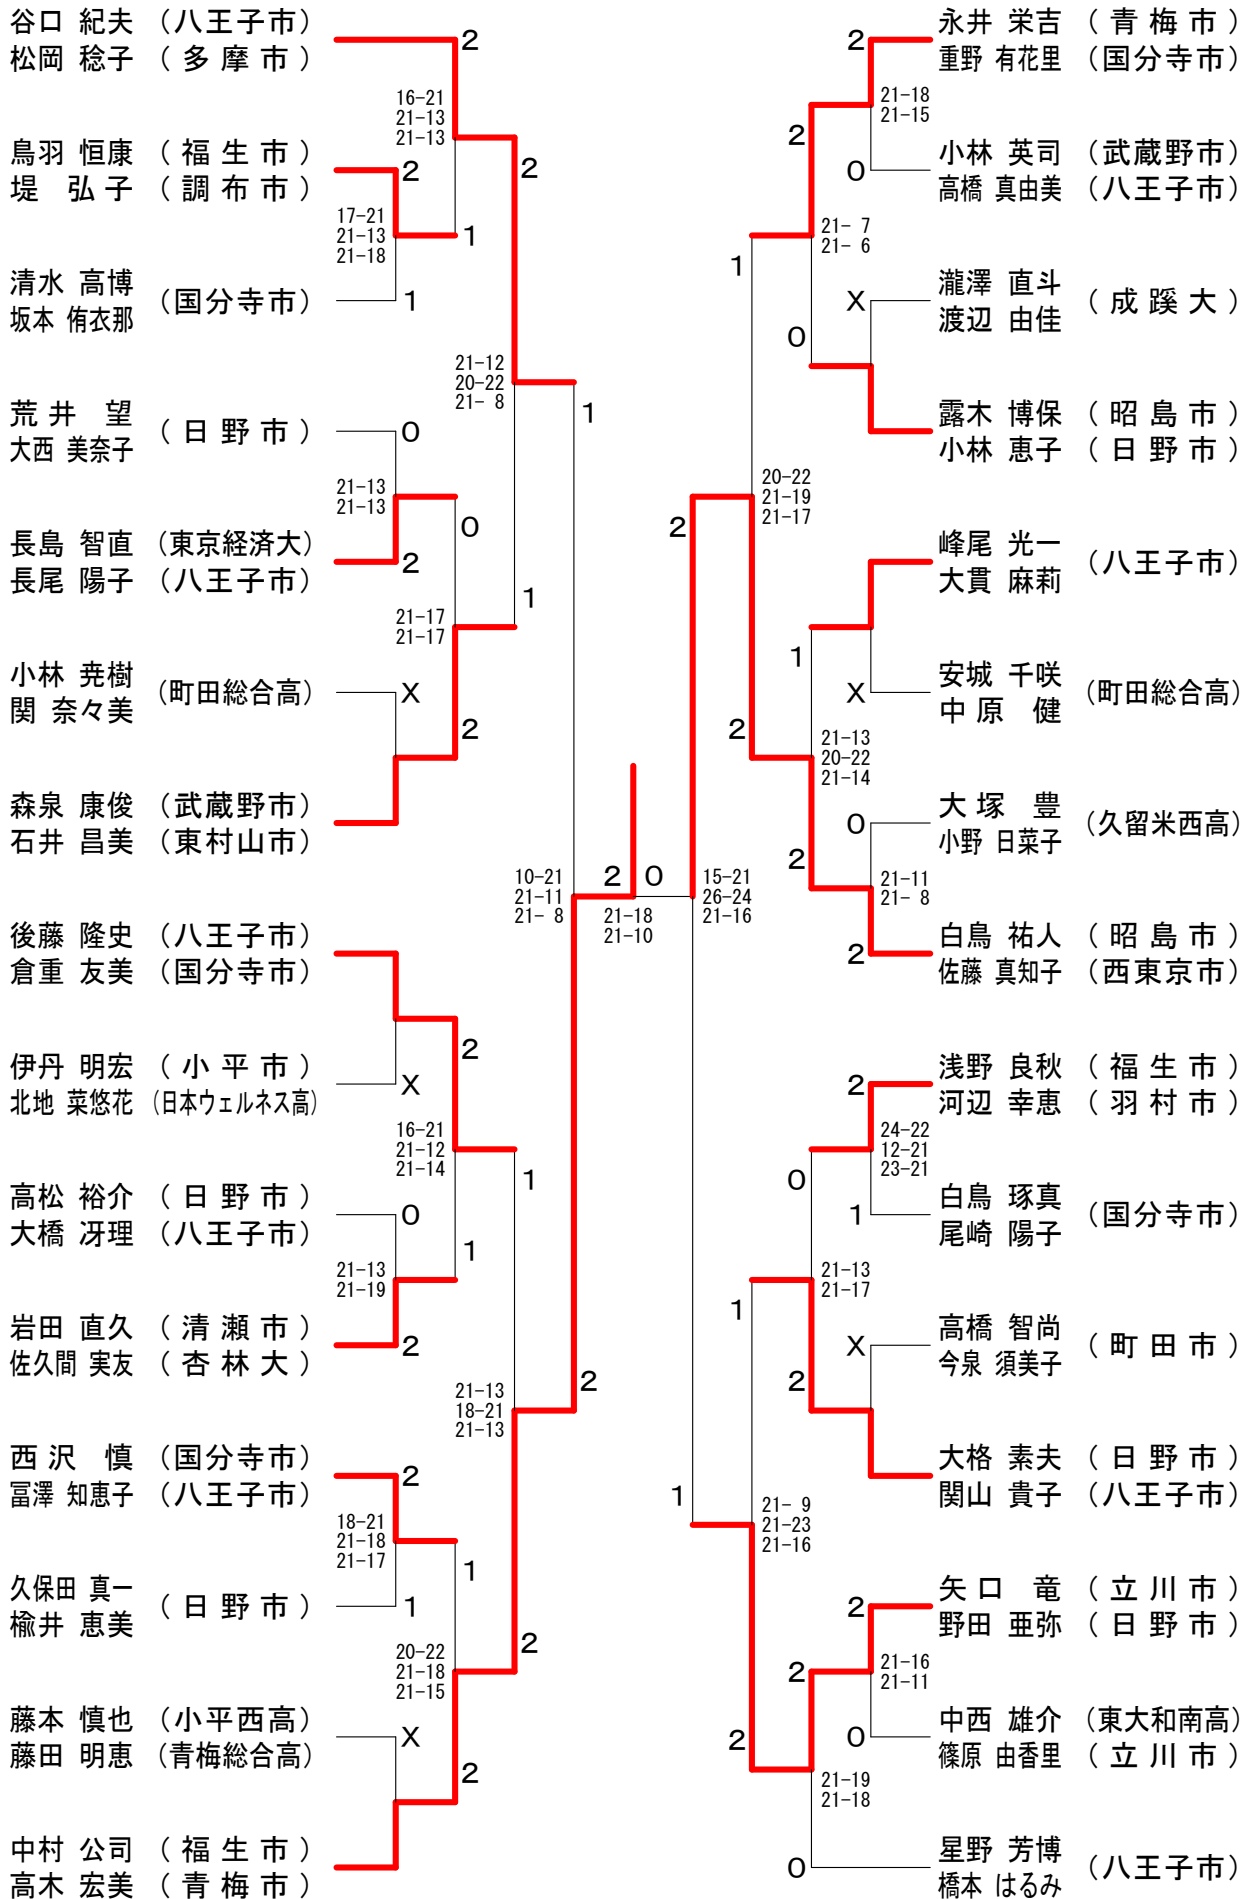 谷口 紀夫 （八王子市）
松岡 稔子 （ 多 摩 市 ）
2
16-21
21-13
21-13
2
鳥羽 恒康 （ 福 生 市 ）
堤 弘子 （ 調 布 市 ）
2
17-21
21-13
21-18
1
清水 高博
坂本 侑衣那
（国分寺市）
1
21-12
20-22
21- 8
1
荒井 望
大西 美奈子
（ 日 野 市 ）
0
21-13
21-13
0
長島 智直 （東京経済大）
長尾 陽子 （八王子市）
2
1
21-17
21-17
小林 尭樹
関 奈々美
（町田総合高）
X
2
森泉 康俊 （武蔵野市）
石井 昌美 （東村山市）
10-21
21-11
21- 8
2 0
21-18
21-10
後藤 隆史 （八王子市）
倉重 友美 （国分寺市）
2
伊丹 明宏 （ 小 平 市 ）
北地 菜悠花 （日本ウェルネス高）
X
16-21
21-12
21-14
1
高松 裕介 （ 日 野 市 ）
大橋 冴理 （八王子市）
0
1
21-13
21-19
岩田 直久 （ 清 瀬 市 ）
佐久間 実友 （ 杏 林 大 ）
2
2
21-13
18-21
21-13
西沢 慎 （国分寺市）
冨澤 知恵子 （八王子市）
2
18-21
21-18
21-17
1
久保田 真一
楡井 恵美
（ 日 野 市 ）
1
2
20-22
21-18
21-15
藤本 慎也 （小平西高）
藤田 明恵 （青梅総合高）
X
2
中村 公司 （ 福 生 市 ）
高木 宏美 （ 青 梅 市 ）
永井 栄吉 （ 青 梅 市 ）
重野 有花里 （国分寺市）
2
21-18
21-15
2
小林 英司 （武蔵野市）
高橋 真由美 （八王子市）
0
21- 7
21- 6
1
瀧澤 直斗
渡辺 由佳
（ 成 蹊 大 ）
X
0
露木 博保 （ 昭 島 市 ）
小林 恵子 （ 日 野 市 ）
20-22
21-19
21-17
2
峰尾 光一
大貫 麻莉
（八王子市）
1
安城 千咲
中原 健
（町田総合高）
X
2
21-13
20-22
21-14
大塚 豊
小野 日菜子
（久留米西高）
0
2
21-11
21- 8
15-21
26-24
21-16
白鳥 祐人 （ 昭 島 市 ）
佐藤 真知子 （西東京市）
2
浅野 良秋 （ 福 生 市 ）
河辺 幸恵 （ 羽 村 市 ）
2
24-22
12-21
23-21
0
白鳥 琢真
尾崎 陽子
（国分寺市）
1
21-13
21-17
1
高橋 智尚
今泉 須美子
（ 町 田 市 ）
X
2
大格 素夫 （ 日 野 市 ）
関山 貴子 （八王子市）
1
21- 9
21-23
21-16
矢口 竜 （ 立 川 市 ）
野田 亜弥 （ 日 野 市 ）
2
21-16
21-11
2
中西 雄介 （東大和南高）
篠原 由香里 （ 立 川 市 ）
0
2
21-19
21-18
星野 芳博
橋本 はるみ
（八王子市）
0